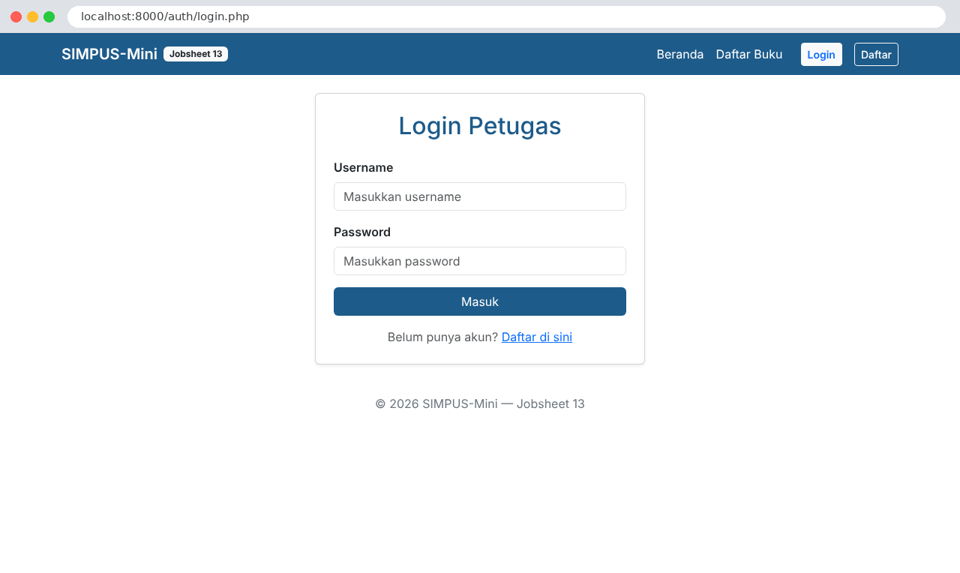 localhost:8000/auth/login.php
SIMPUS-Mini Jobsheet 13 Beranda Daftar Buku Login Daftar
Login Petugas
Username
Masukkan username
Password
Masukkan password
Masuk
Belum punya akun? Daftar di sini
© 2026 SIMPUS-Mini — Jobsheet 13